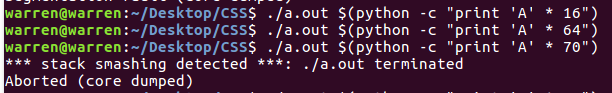 warren@warren:~/Desktop/CSS$ ./a.out $(python -c "print 'A' * 16")
warren@warren:~/Desktop/CSS$ ./a.out $(python -c "print 'A' * 64")
warren@warren:~/Desktop/CSS$ ./a.out $(python -c "print 'A' * 70")
*** stack smashing detected ***: ./a.out terminated
Aborted (core dumped)